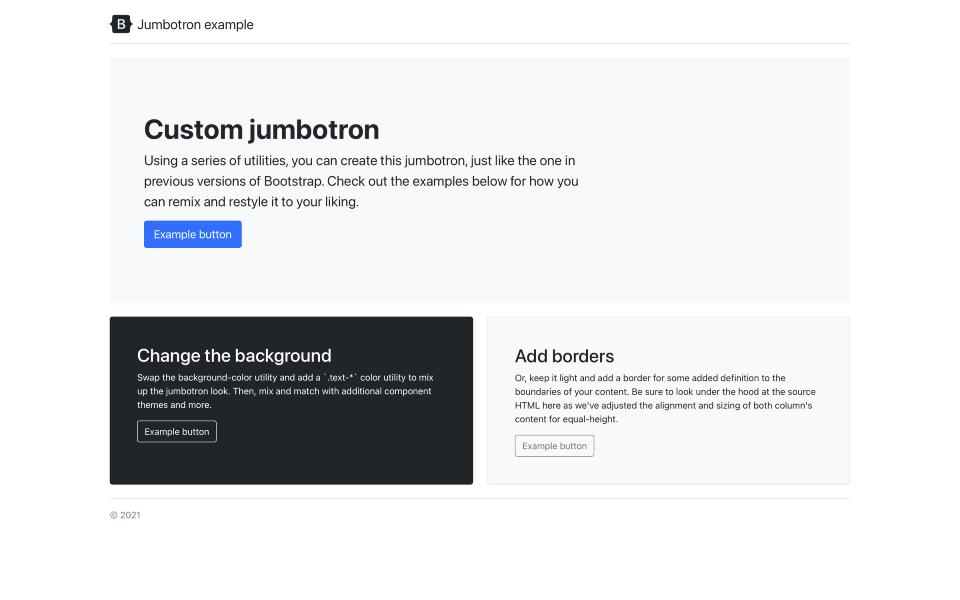 B Jumbotron example
Custom jumbotron
Using a series of utilities, you can create this jumbotron, just like the one in
previous versions of Bootstrap. Check out the examples below for how you
can remix and restyle it to your liking.
Example button
Change the background
Swap the background-color utility and add a `.text-*` color utility to mix
up the jumbotron look. Then, mix and match with additional component
themes and more.
Example button
Add borders
Or, keep it light and add a border for some added definition to the
boundaries of your content. Be sure to look under the hood at the source
HTML here as we've adjusted the alignment and sizing of both column's
content for equal-height.
Example button
© 2021